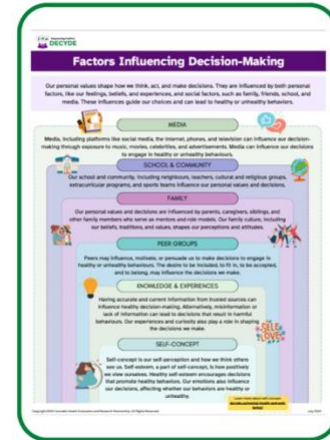 DECYDE
Factors Influencing Decision-Making
Our personal values shape how we think, act, and make decisions. They are influenced by both personal
factors, like our feelings, beliefs, and experiences, and social factors, such as family, friends, school, and
media. These influences guide our choices and can lead to healthy or unhealthy behaviours.
MEDIA
Media, including platforms like social media, the internet, phones, and television can influence our decision-
making through exposure to music, movies, celebrities, and advertisements. Media can influence our decisions
to engage in healthy or unhealthy behaviours.
SCHOOL & COMMUNITY
Our school and community, including neighbours, teachers, cultural and religious groups,
extracurricular programs, and sports teams influence our personal values and decisions.
FAMILY
Our personal values and decisions are influenced by parents, caregivers, siblings, and
other family members who serve as mentors and role models. Our family culture, including
our beliefs, traditions, and values, shapes our perceptions and attitudes.
PEER GROUPS
Peers may influence, motivate, or persuade us to make decisions to engage in
healthy or unhealthy behaviours. The desire to be included, to fit in, to be accepted,
and to belong, may influence the decisions we make.
KNOWLEDGE & EXPERIENCES
Having accurate and current information from trusted sources can
influence healthy decision-making. Alternatively, misinformation or
lack of information can lead to decisions that result in harmful
behaviours. Our experiences and curiosity also play a role in shaping
the decisions we make.
THE SELF LOVE
SELF-CONCEPT
Self-concept is our self-perception and how we think others
see us. Self-esteem, a part of self-concept, is how positively
we view ourselves. Healthy self-esteem encourages decisions
that promote healthy behaviors. Our emotions also influence
our decisions, affecting whether our behaviors are healthy or
unhealthy.
Learn more about self-concept